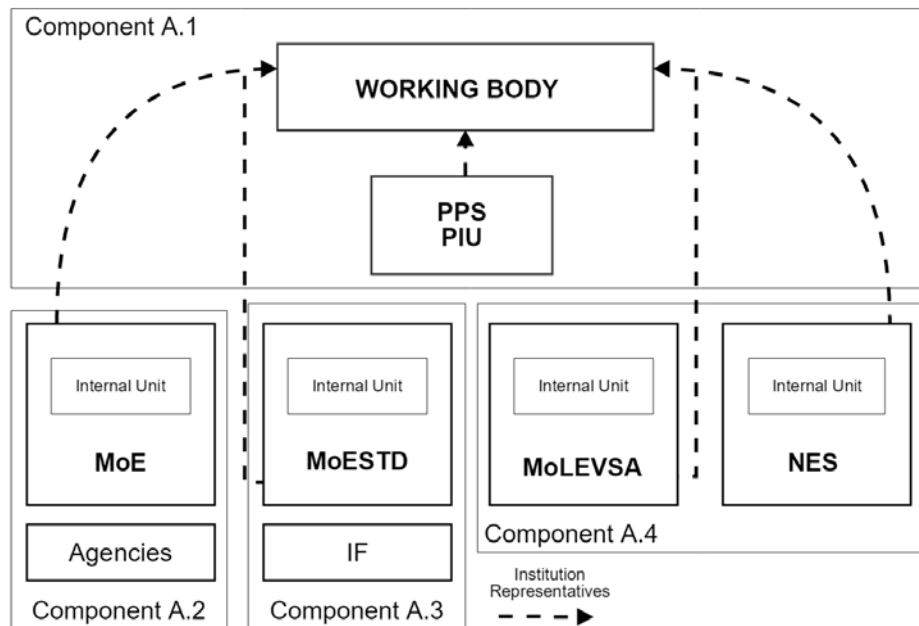 Component A.1
WORKING BODY
PPS
PIU
Internal Unit
MoE
Agencies
Component A.2
Internal Unit
MoESTD
IF
Component A.3
Internal Unit
MoLEVSA
Internal Unit
NES
Component A.4
Institution
Representatives